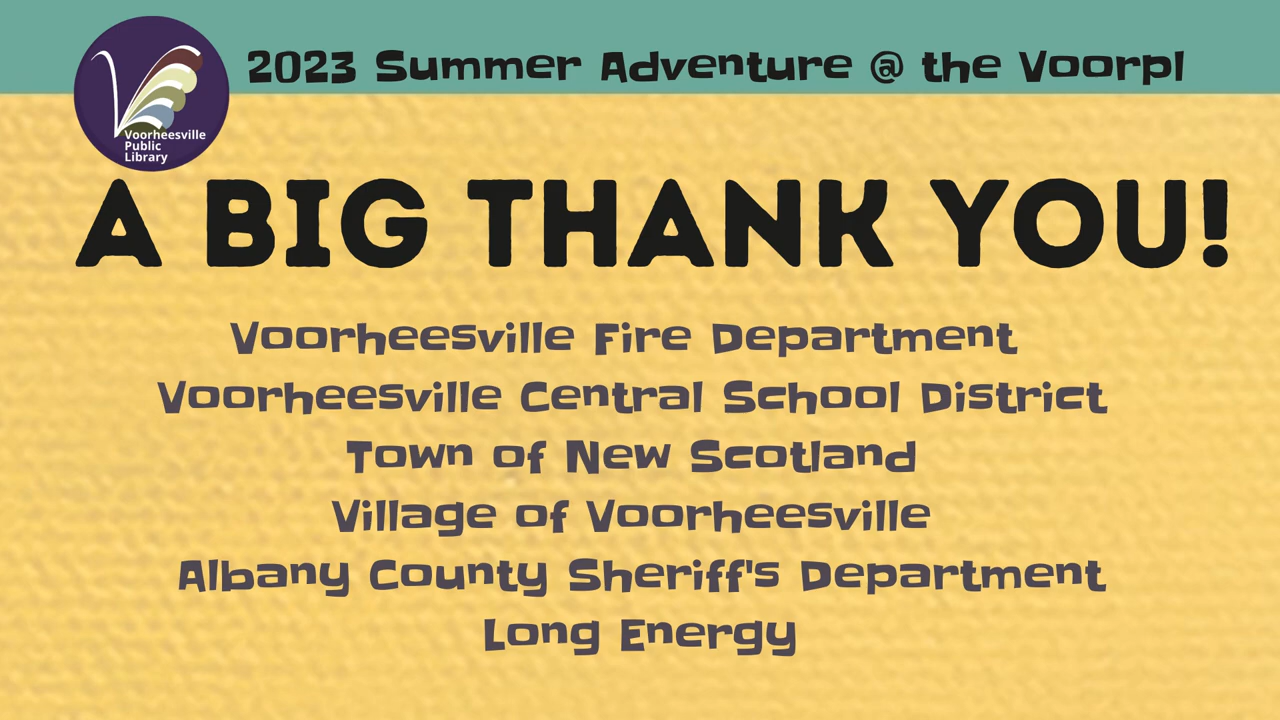 2023 Summer Adventure @ the Voorpl
Voorheesville
Public
Library
A BIG THANK YOU!
Voorheesville Fire Department
Voorheesville Central School District
Town of New Scotland
Village of Voorheesville
Albany County Sheriff's Department
Long Energy